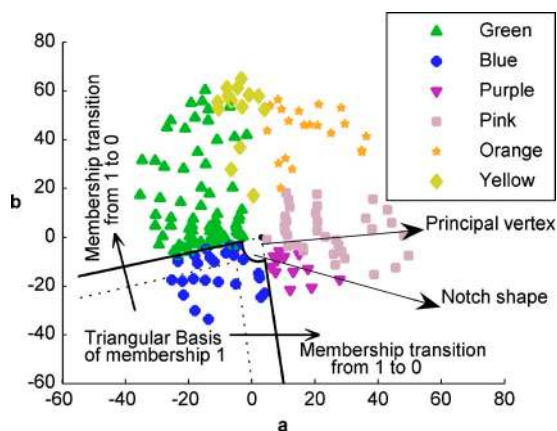 80
60
40
20
0
-20
-40
-60
b
-60
-40
-20
0
20
40
60
80
a
Green
Blue
Purple
Pink
Orange
Yellow
Membership transition
from 1 to 0
Principal vertex
Notch shape
Triangular Basis
of membership 1
Membership transition
from 1 to 0